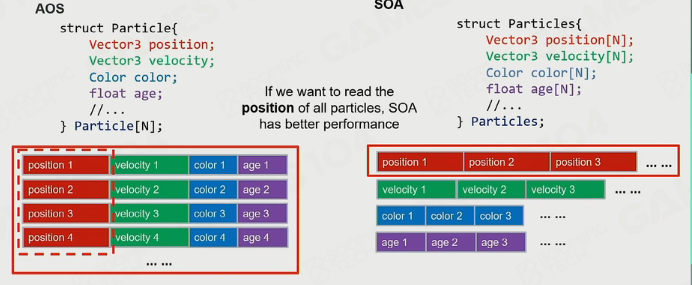 AOS
struct Particle{
Vector3 position;
Vector3 velocity;
Color color;
float age;
//...
} Particle[N];
If we want to read the
position of all particles, SOA
has better performance
SOA
struct Particles{
Vector3 position[N];
Vector3 velocity[N];
Color color[N];
float age[N];
//...
} Particles;
position 1 velocity 1 color 1 age 1
position 2 velocity 2 color 2 age 2
position 3 velocity 3 color 3 age 3
position 4 velocity 4 color 4 age 4
... ...
position 1 position 2 position 3 ... ...
velocity 1 velocity 2 velocity 3 ... ...
color 1 color 2 color 3 ... ...
age 1 age 2 age 3 ... ...